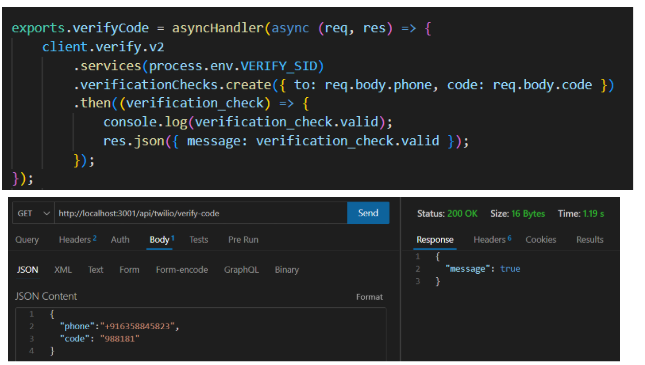 exports.verifyCode = asyncHandler(async (req, res) => {
client.verify.v2
.services(process.env.VERIFY_SID)
.verificationChecks.create({ to: req.body.phone, code: req.body.code })
.then((verification_check) => {
console.log(verification_check.valid);
res.json({ message: verification_check.valid });
});
});
GET http://localhost:3001/api/twilio/verify-code Send
Query Headers 2 Auth Body 1 Tests Pre Run
JSON XML Text Form Form-encode GraphQL Binary
JSON Content Format
1 {
2 "phone":"+916358845823",
3 "code": "988181"
4 }
Status: 200 OK Size: 16 Bytes Time: 1.19 s
Response Headers 6 Cookies Results
1 {
2 "message": true
3 }